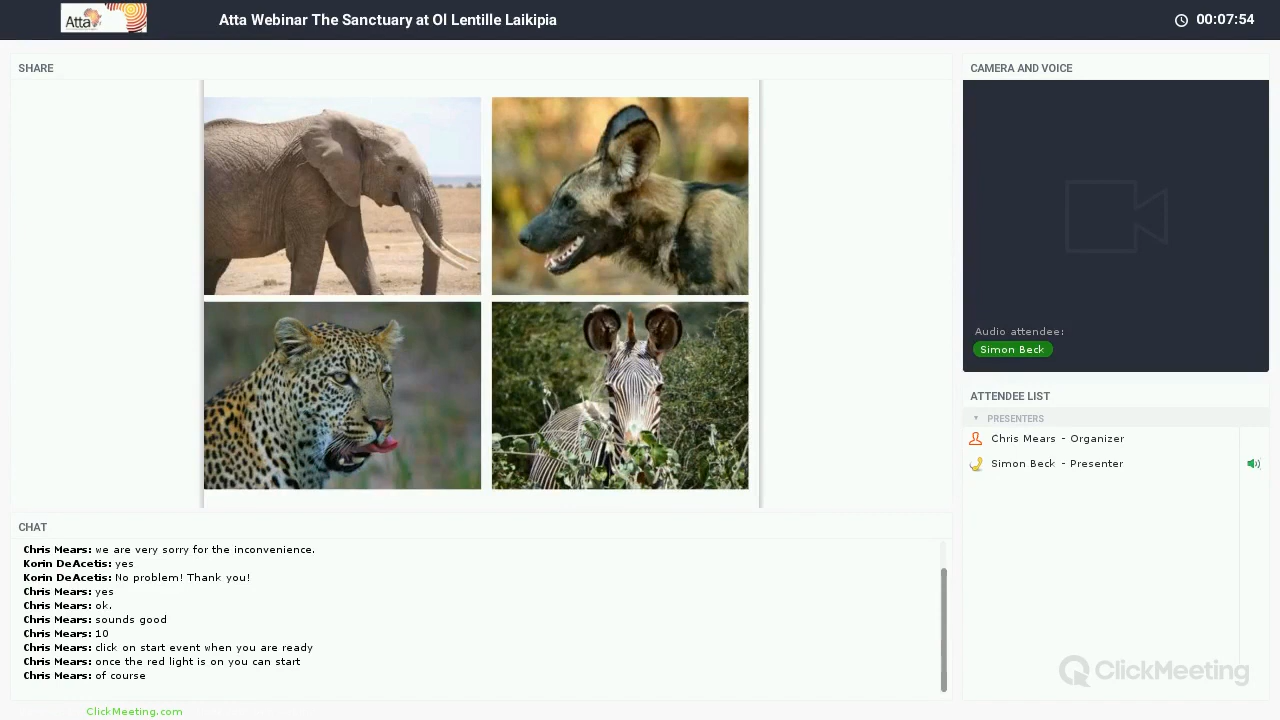 Atta
Atta Webinar The Sanctuary at Ol Lentille Laikipia
00:07:54
SHARE
CAMERA AND VOICE
Audio attendee:
Simon Beck
ATTENDEE LIST
PRESENTERS
Chris Mears - Organizer
Simon Beck - Presenter
CHAT
Chris Mears: we are very sorry for the inconvenience.
Korin DeAcetis: yes
Korin DeAcetis: No problem! Thank you!
Chris Mears: yes
Chris Mears: ok.
Chris Mears: sounds good
Chris Mears: 10
Chris Mears: click on start event when you are ready
Chris Mears: once the red light is on you can start
Chris Mears: of course
ClickMeeting
ClickMeeting.com